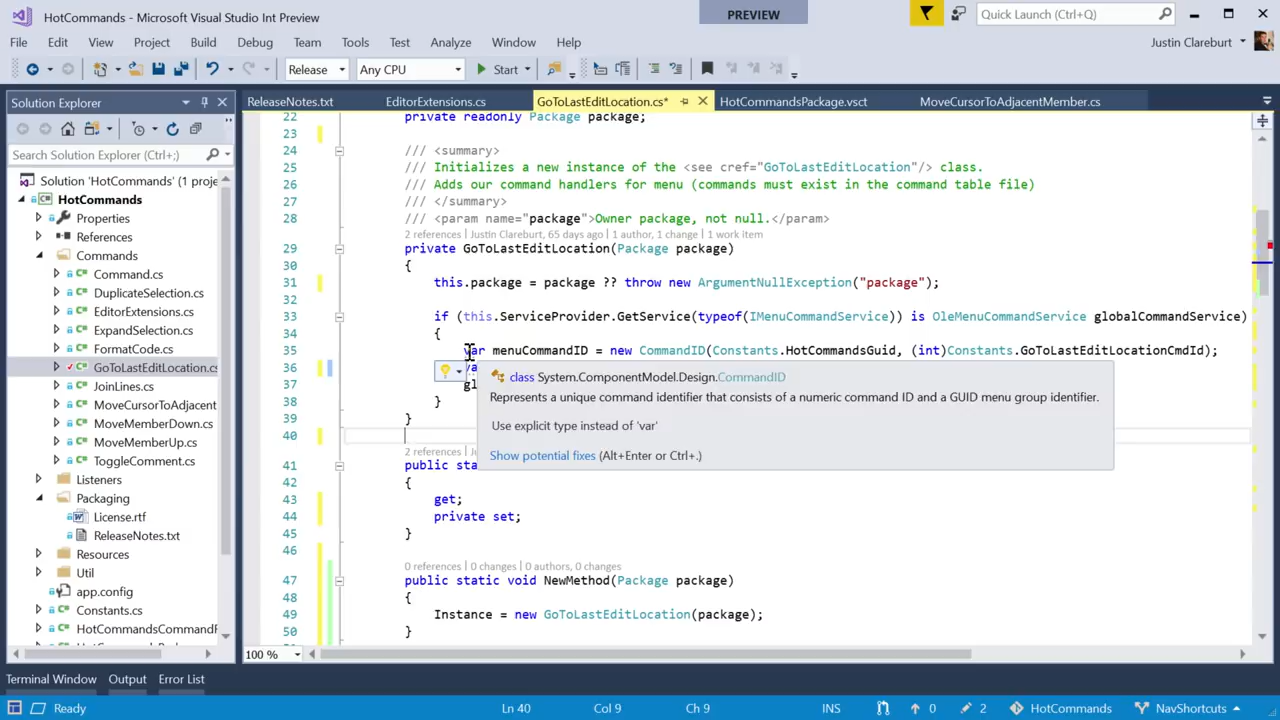 HotCommands - Microsoft Visual Studio Int Preview
PREVIEW
Quick Launch (Ctrl+Q)
File Edit View Project Build Debug Team Tools Test Analyze Window Help
Justin Clareburt
Release Any CPU Start
Solution Explorer
Search Solution Explorer (Ctrl+;)
Solution 'HotCommands' (1 proje
HotCommands
Properties
References
Commands
Command.cs
DuplicateSelection.cs
EditorExtensions.cs
ExpandSelection.cs
FormatCode.cs
GoToLastEditLocation.cs
JoinLines.cs
MoveCursorToAdjacent
MoveMemberDown.cs
MoveMemberUp.cs
ToggleComment.cs
Listeners
Packaging
License.rtf
ReleaseNotes.txt
Resources
Util
app.config
Constants.cs
HotCommandsCommandF
ReleaseNotes.txt EditorExtensions.cs GoToLastEditLocation.cs* HotCommandsPackage.vsct MoveCursorToAdjacentMember.cs
22 private readonly Package package;
23
24 /// <summary>
25 /// Initializes a new instance of the <see cref="GoToLastEditLocation"/> class.
26 /// Adds our command handlers for menu (commands must exist in the command table file)
27 /// </summary>
28 /// <param name="package">Owner package, not null.</param>
2 references | Justin Clareburt, 65 days ago | 1 author, 1 change | 1 work item
29 private GoToLastEditLocation(Package package)
30 {
31 this.package = package ?? throw new ArgumentNullException("package");
32
33 if (this.ServiceProvider.GetService(typeof(IMenuCommandService)) is OleMenuCommandService globalCommandService)
34 {
35 var menuCommandID = new CommandID(Constants.HotCommandsGuid, (int)Constants.GoToLastEditLocationCmdId);
36 va
37 gl
38 }
39 }
40
class System.ComponentModel.Design.CommandID
Represents a unique command identifier that consists of a numeric command ID and a GUID menu group identifier.
Use explicit type instead of 'var'
Show potential fixes (Alt+Enter or Ctrl+.)
2 references | Ju
41 public sta
42 {
43 get;
44 private set;
45 }
46
0 references | 0 changes | 0 authors, 0 changes
47 public static void NewMethod(Package package)
48 {
49 Instance = new GoToLastEditLocation(package);
50 }
100 %
Terminal Window Output Error List
Ready Ln 40 Col 9 Ch 9 INS 0 2 HotCommands NavShortcuts